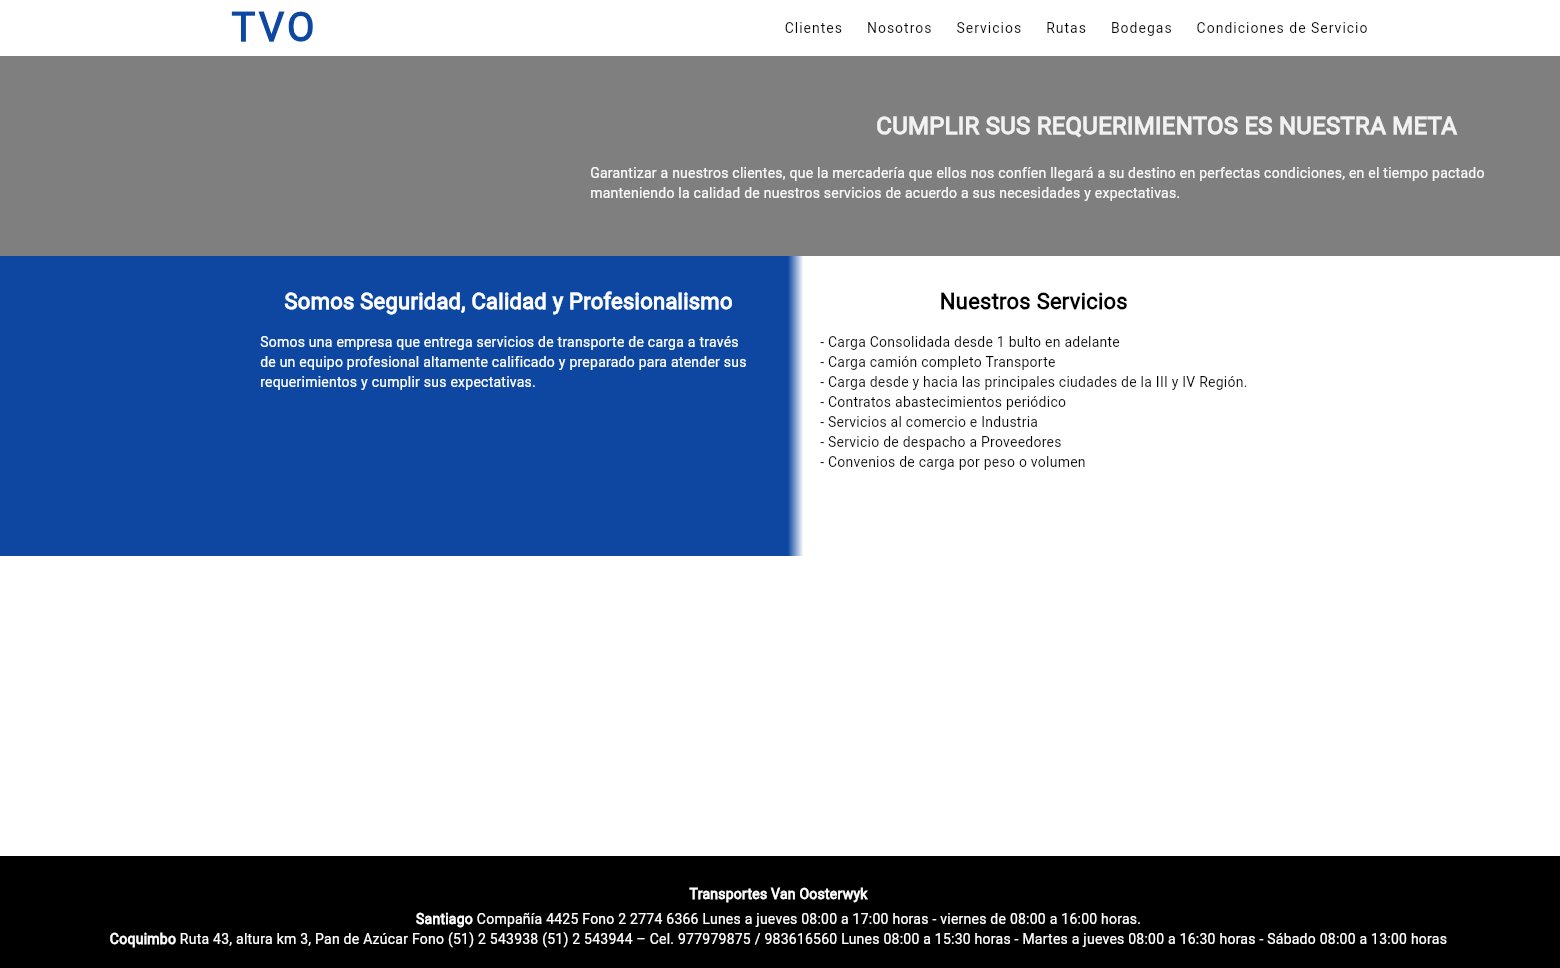 TVO
Clientes Nosotros Servicios Rutas Bodegas Condiciones de Servicio
CUMPLIR SUS REQUERIMIENTOS ES NUESTRA META
Garantizar a nuestros clientes, que la mercadería que ellos nos confíen llegará a su destino en perfectas condiciones, en el tiempo pactado
manteniendo la calidad de nuestros servicios de acuerdo a sus necesidades y expectativas.
Somos Seguridad, Calidad y Profesionalismo
Somos una empresa que entrega servicios de transporte de carga a través
de un equipo profesional altamente calificado y preparado para atender sus
requerimientos y cumplir sus expectativas.
Nuestros Servicios
- Carga Consolidada desde 1 bulto en adelante
- Carga camión completo Transporte
- Carga desde y hacia las principales ciudades de la III y IV Región.
- Contratos abastecimientos periódico
- Servicios al comercio e Industria
- Servicio de despacho a Proveedores
- Convenios de carga por peso o volumen
Transportes Van Oosterwyk
Santiago Compañía 4425 Fono 2 2774 6366 Lunes a jueves 08:00 a 17:00 horas - viernes de 08:00 a 16:00 horas.
Coquimbo Ruta 43, altura km 3, Pan de Azúcar Fono (51) 2 543938 (51) 2 543944 – Cel. 977979875 / 983616560 Lunes 08:00 a 15:30 horas - Martes a jueves 08:00 a 16:30 horas - Sábado 08:00 a 13:00 horas